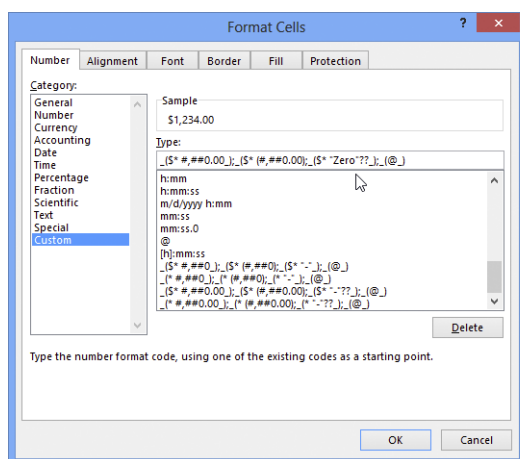 Format Cells
? ×
Number Alignment Font Border Fill Protection
Category:
General
Number
Currency
Accounting
Date
Time
Percentage
Fraction
Scientific
Text
Special
Custom
Sample
$1,234.00
Type:
_($* #,##0.00_);_($* (#,##0.00);_($* "Zero"??_);_(@_)
h:mm
h:mm:ss
m/d/yyyy h:mm
mm:ss
mm:ss.0
@
[h]:mm:ss
_($* #,##0_);_($* (#,##0);_($* "-"_);_(@_)
_(* #,##0_);_(* (#,##0);_(* "-"_);_(@_)
_($* #,##0.00_);_($* (#,##0.00);_($* "-"??_);_(@_)
_(* #,##0.00_);_(* (#,##0.00);_(* "-"??_);_(@_)
Delete
Type the number format code, using one of the existing codes as a starting point.
OK Cancel